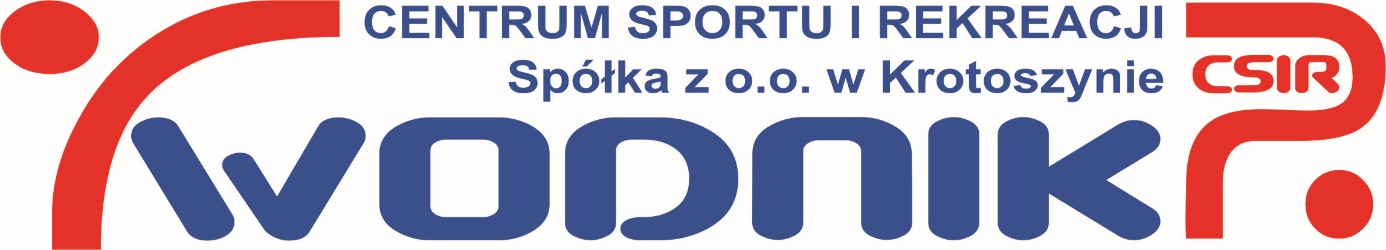 CENTRUM SPORTU I REKREACJI
Spółka z o.o. w Krotoszynie
CSIR
WODNIK